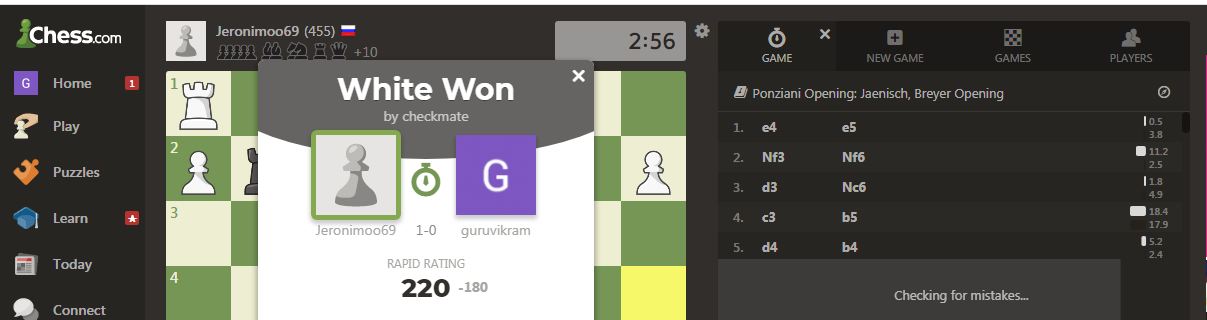 Chess.com
Home 1
Play
Puzzles
Learn
Today
Connect
Jeronimoo69 (455)
+10
2:56
1
2
3
4
White Won
by checkmate
G
G
Jeronimoo69 1-0 guruvikram
RAPID RATING
220 -180
GAME NEW GAME GAMES PLAYERS
Ponziani Opening: Jaenisch, Breyer Opening
1. e4 e5 0.5
3.8
2. Nf3 Nf6 11.2
2.5
3. d3 Nc6 1.8
4.9
4. c3 b5 18.4
17.9
5. d4 b4 5.2
2.4
Checking for mistakes...